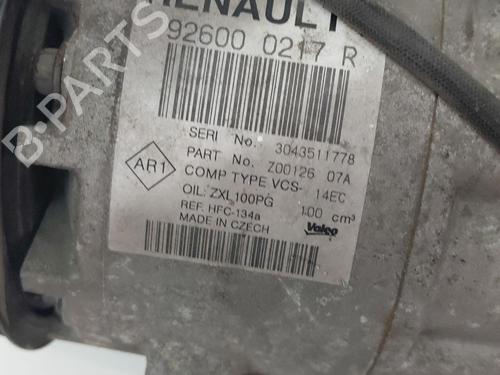 RENAULT
92600 0217 R
SERI No. 3043511778
PART No. Z00126 07A
COMP TYPE VCS- 14EC
OIL: ZXL100PG 100 cm³
REF. HFC-134a
MADE IN CZECH
AR1
Valeo
B-PARTS